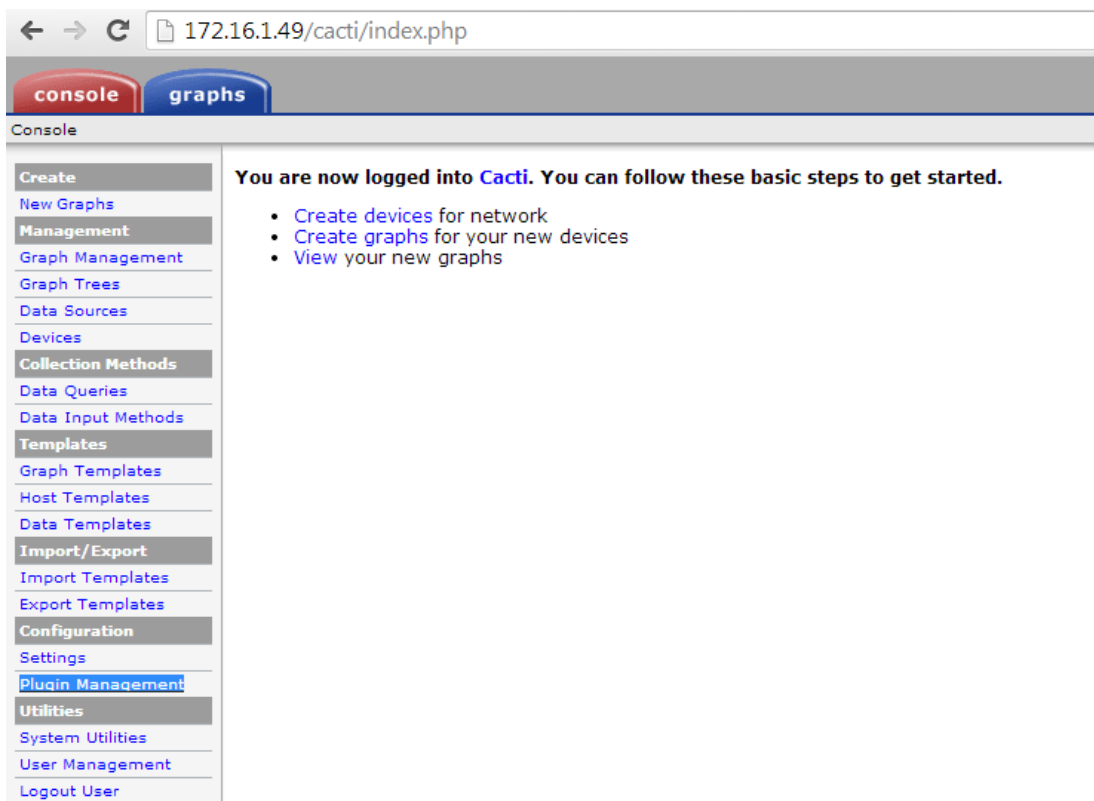 172.16.1.49/cacti/index.php
console graphs
Console
Create
New Graphs
Management
Graph Management
Graph Trees
Data Sources
Devices
Collection Methods
Data Queries
Data Input Methods
Templates
Graph Templates
Host Templates
Data Templates
Import/Export
Import Templates
Export Templates
Configuration
Settings
Plugin Management
Utilities
System Utilities
User Management
Logout User
You are now logged into Cacti. You can follow these basic steps to get started.
• Create devices for network
• Create graphs for your new devices
• View your new graphs